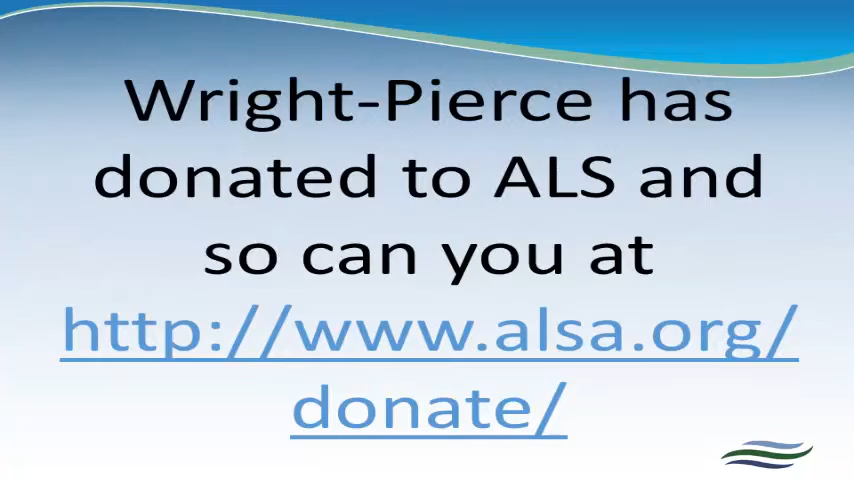 Wright-Pierce has
donated to ALS and
so can you at
http://www.alsa.org/
donate/